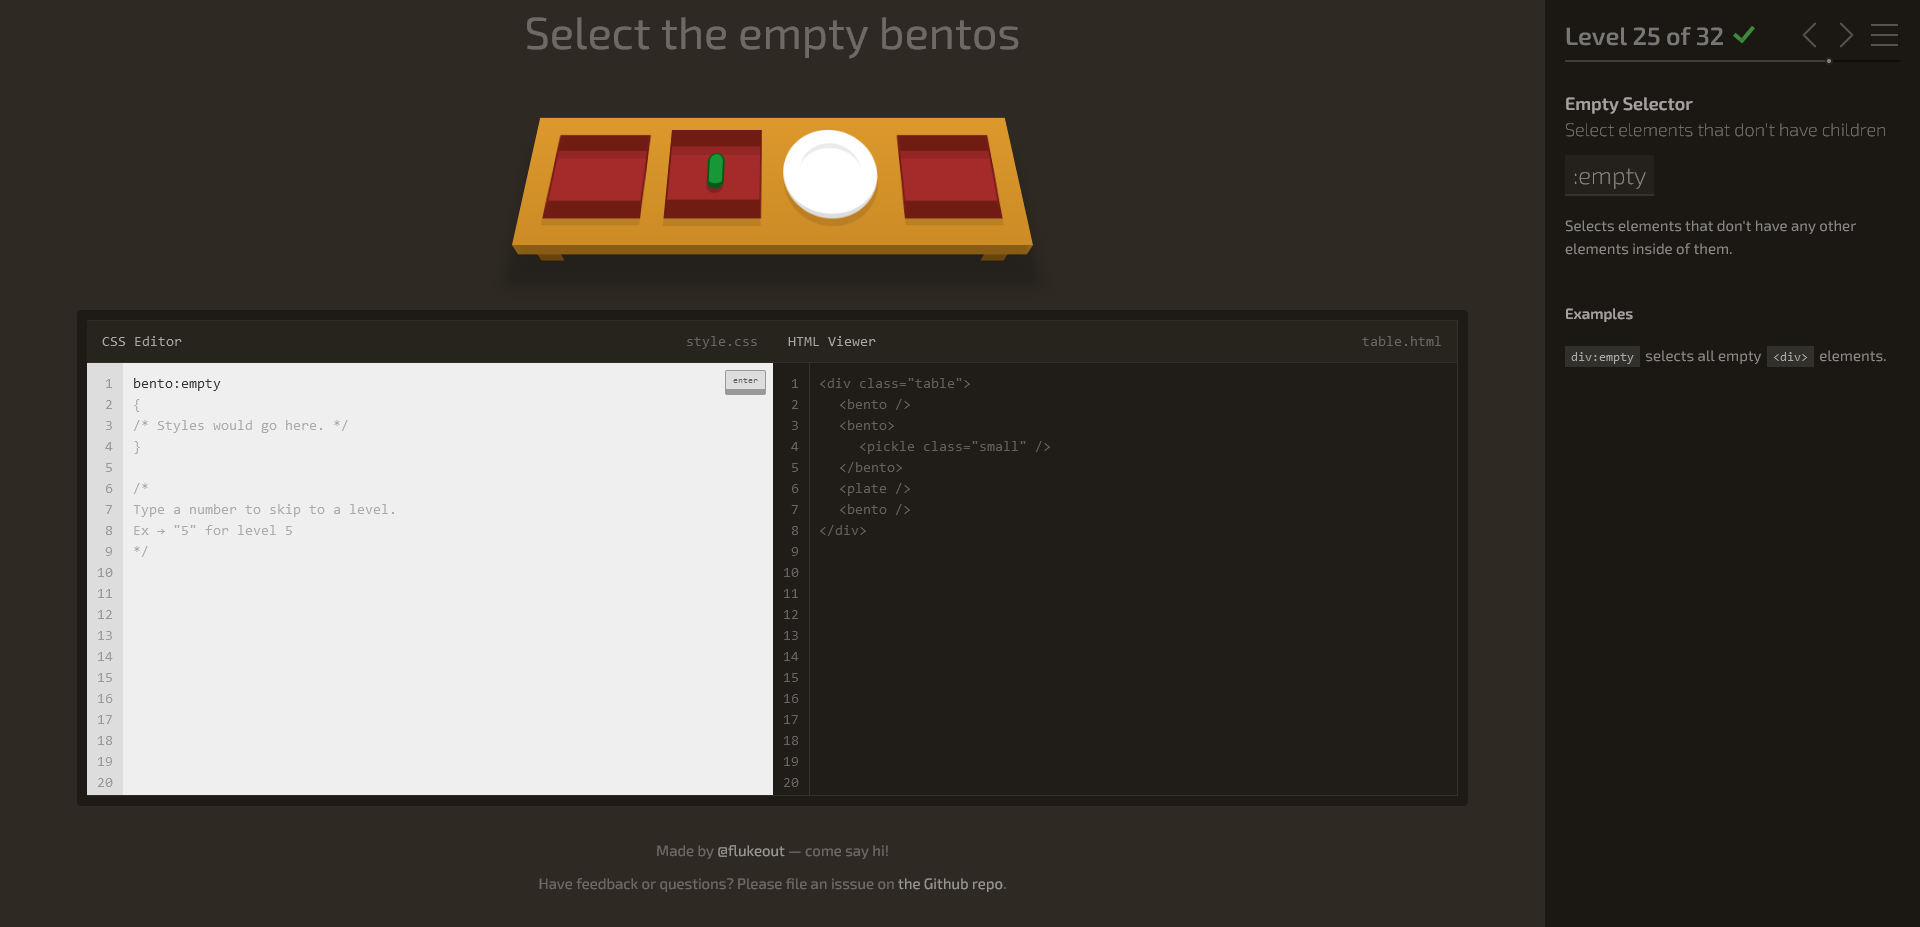 Select the empty bentos
CSS Editor
style.css
1
2
3
4
5
6
7
8
9
10
11
12
13
14
15
16
17
18
19
20
bento:empty
enter
{
/* Styles would go here. */
}
/*
Type a number to skip to a level.
Ex → "5" for level 5
*/
HTML Viewer
table.html
1
2
3
4
5
6
7
8
9
10
11
12
13
14
15
16
17
18
19
20
<div class="table">
<bento />
<bento>
<pickle class="small" />
</bento>
<plate />
<bento />
</div>
Made by @flukeout — come say hi!
Have feedback or questions? Please file an isssue on the Github repo.
Level 25 of 32
Empty Selector
Select elements that don't have children
:empty
Selects elements that don't have any other
elements inside of them.
Examples
div:empty selects all empty <div> elements.